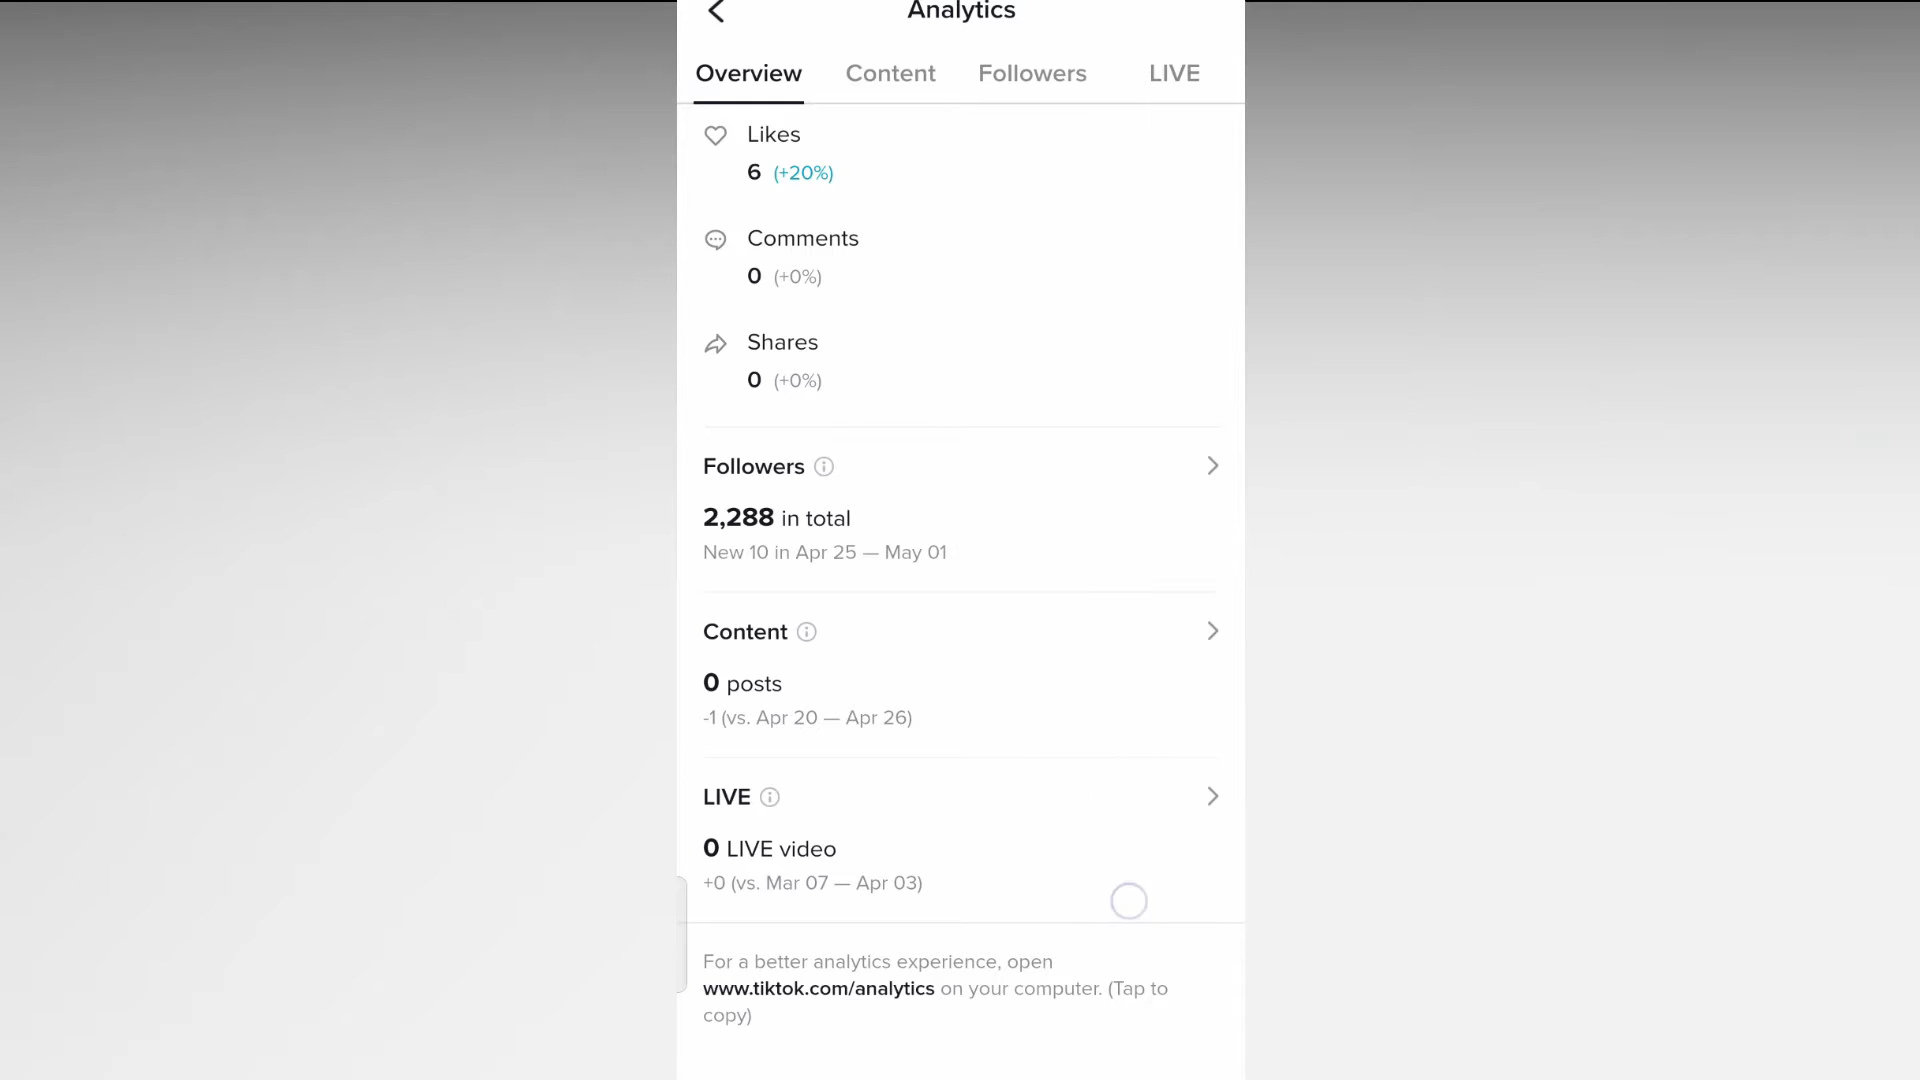 Analytics
Overview Content Followers LIVE
Likes
6 (+20%)
Comments
0 (+0%)
Shares
0 (+0%)
Followers
2,288 in total
New 10 in Apr 25 — May 01
Content
0 posts
-1 (vs. Apr 20 — Apr 26)
LIVE
0 LIVE video
+0 (vs. Mar 07 — Apr 03)
For a better analytics experience, open
www.tiktok.com/analytics on your computer. (Tap to
copy)